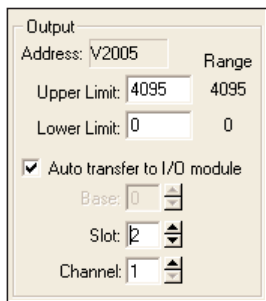 Output
Address: V2005
Range
Upper Limit: 4095 4095
Lower Limit: 0 0
Auto transfer to I/O module
Base: 0
Slot: 2
Channel: 1